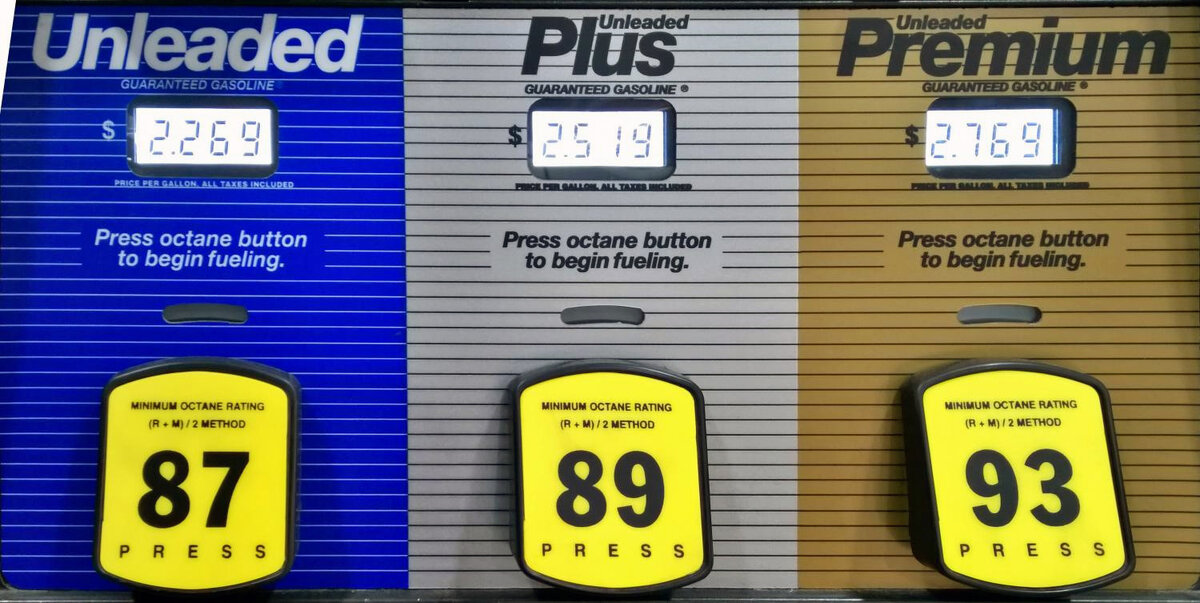 Unleaded
GUARANTEED GASOLINE®
$ 2.269
PRICE PER GALLON, ALL TAXES INCLUDED
Press octane button
to begin fueling.
MINIMUM OCTANE RATING
(R + M) / 2 METHOD
87
PRESS
Unleaded
Plus
GUARANTEED GASOLINE ®
$ 2.519
PRICE PER GALLON, ALL TAXES INCLUDED
Press octane button
to begin fueling.
MINIMUM OCTANE RATING
(R + M) / 2 METHOD
89
PRESS
Unleaded
Premium
GUARANTEED GASOLINE ®
$ 2.769
PRICE PER GALLON, ALL TAXES INCLUDED
Press octane button
to begin fueling.
MINIMUM OCTANE RATING
(R + M) / 2 METHOD
93
PRESS